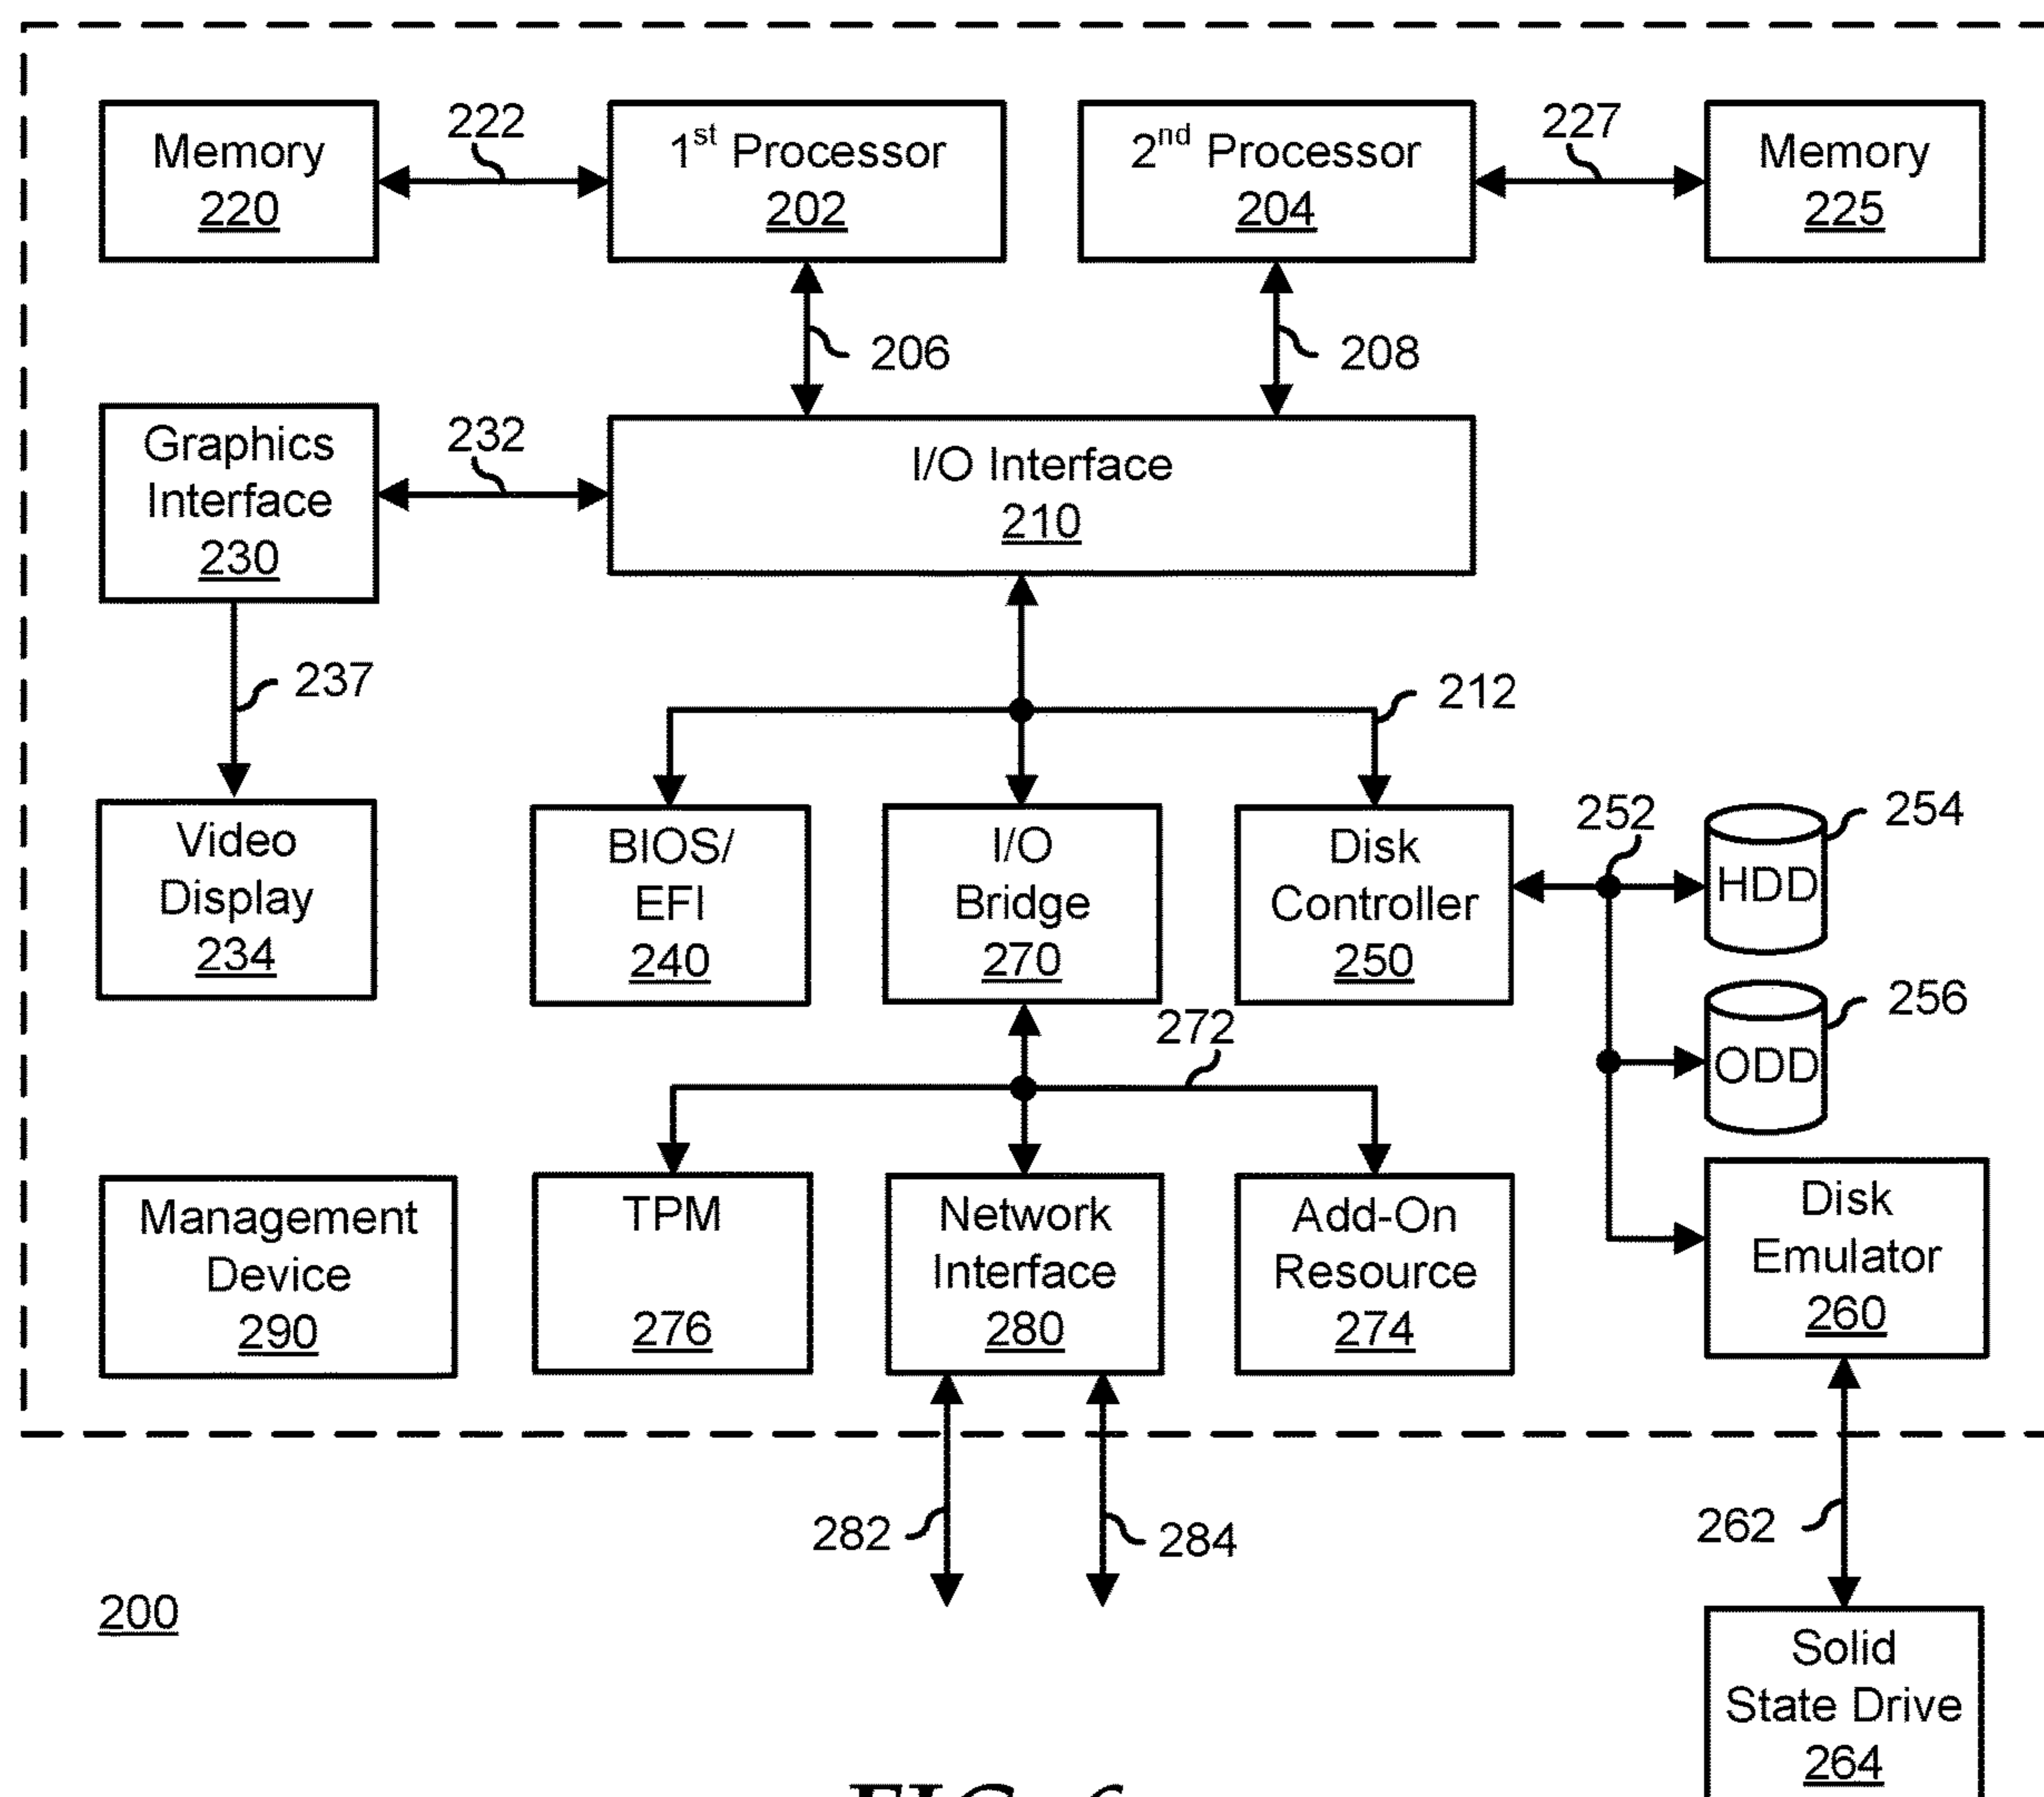 Memory
220
222
1st Processor
202
2nd Processor
204
227
Memory
225
206
208
Graphics
Interface
230
232
I/O Interface
210
237
212
Video
Display
234
BIOS/
EFI
240
I/O
Bridge
270
Disk
Controller
250
252
254
HDD
256
ODD
272
Management
Device
290
TPM
276
Network
Interface
280
Add-On
Resource
274
Disk
Emulator
260
282
284
262
200
Solid
State Drive
264
FIG. 6